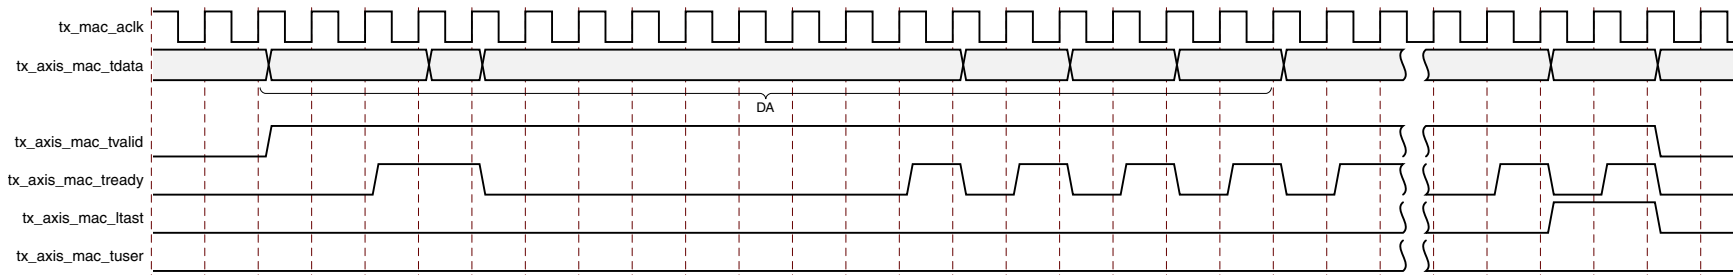 tx_mac_aclk
tx_axis_mac_tdata
DA
tx_axis_mac_tvalid
tx_axis_mac_tready
tx_axis_mac_ltast
tx_axis_mac_tuser